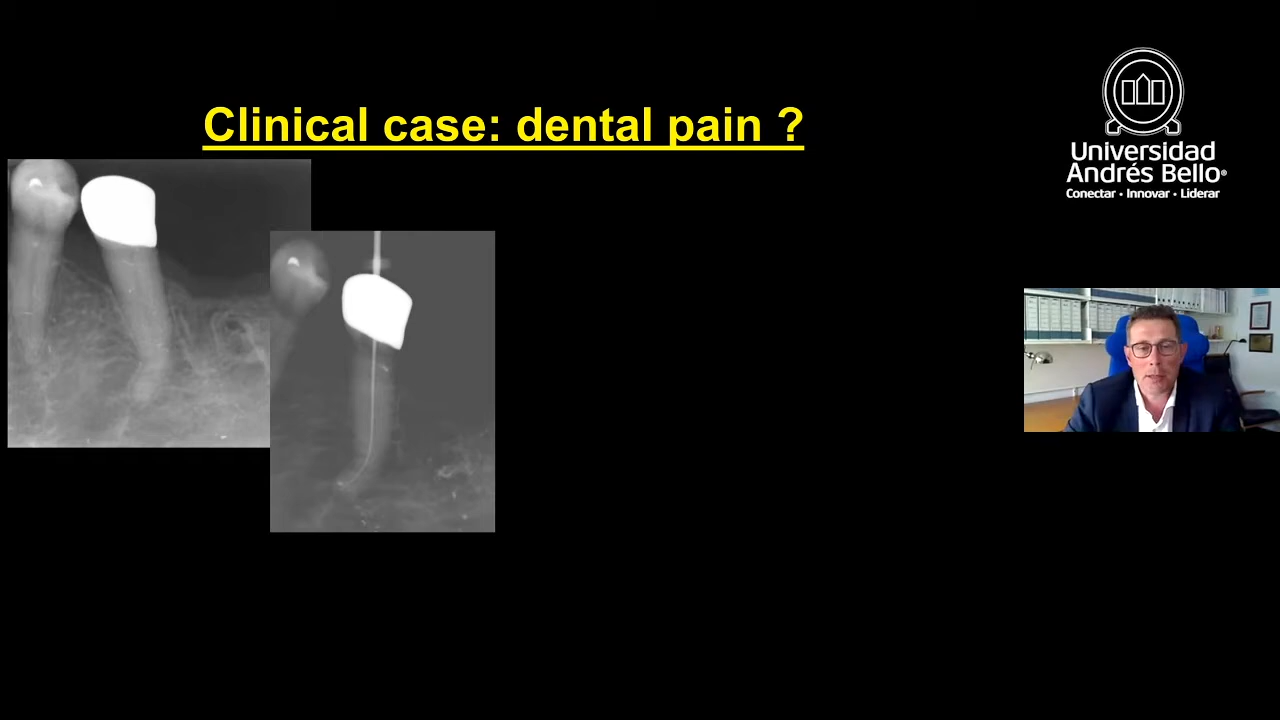 Clinical case: dental pain ?
Universidad
Andrés Bello®
Conectar • Innovar • Liderar